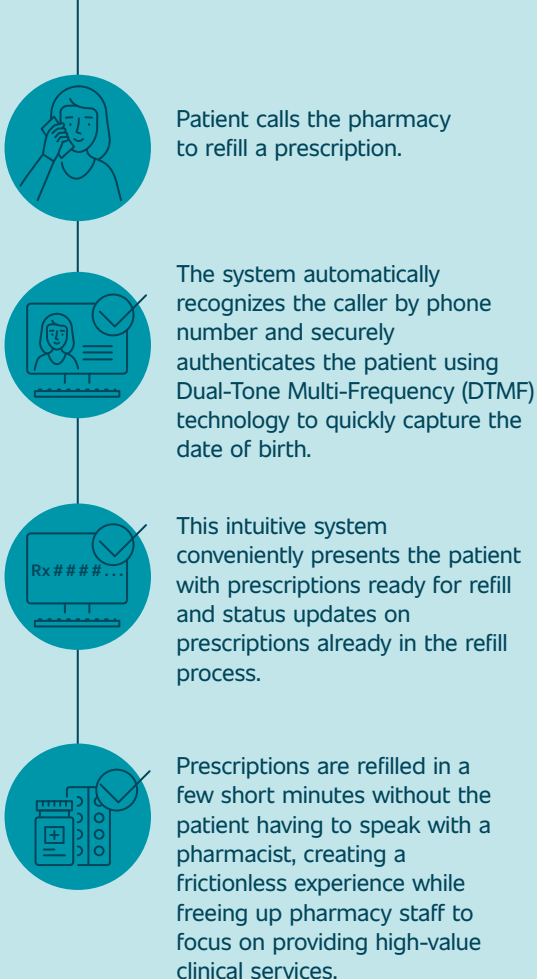 Patient calls the pharmacy
to refill a prescription.
The system automatically
recognizes the caller by phone
number and securely
authenticates the patient using
Dual-Tone Multi-Frequency (DTMF)
technology to quickly capture the
date of birth.
Rx####...
This intuitive system
conveniently presents the patient
with prescriptions ready for refill
and status updates on
prescriptions already in the refill
process.
Prescriptions are refilled in a
few short minutes without the
patient having to speak with a
pharmacist, creating a
frictionless experience while
freeing up pharmacy staff to
focus on providing high-value
clinical services.